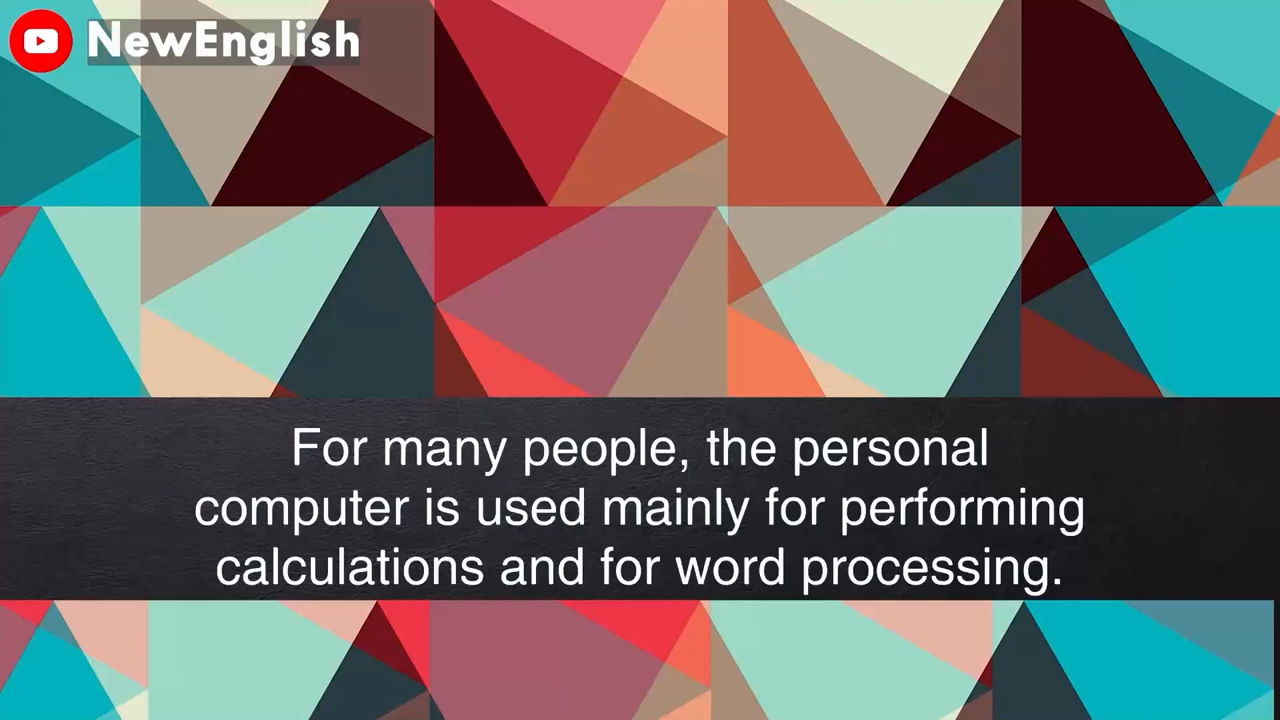 NewEnglish
For many people, the personal
computer is used mainly for performing
calculations and for word processing.